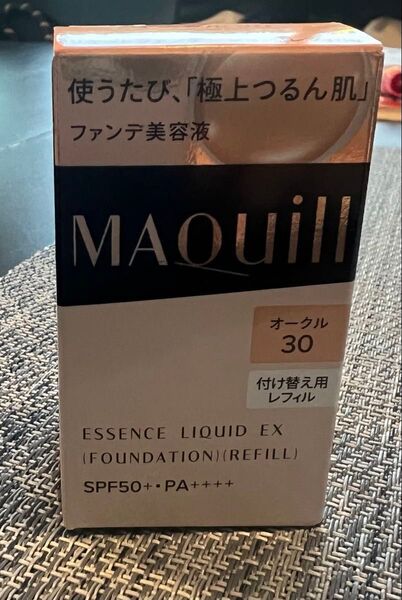 使うたび、「極上つるん肌」
ファンデ美容液
MAQuill
オークル
30
付け替え用
レフィル
ESSENCE LIQUID EX
(FOUNDATION)(REFILL)
SPF50+・PA++++